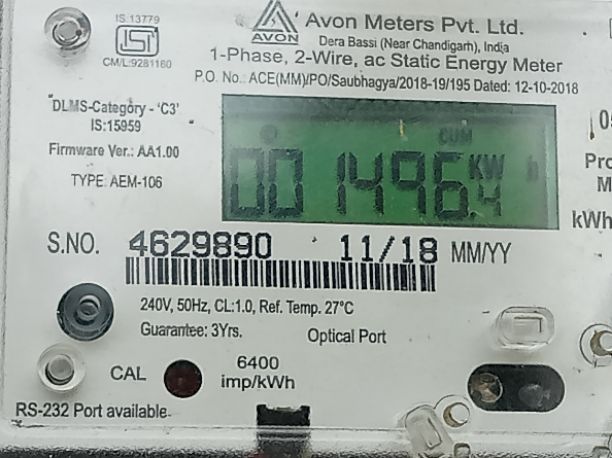 IS:13779
ISI
CM/L:9281160
AVON
Avon Meters Pvt. Ltd.
Dera Bassi (Near Chandigarh), India
1-Phase, 2-Wire, ac Static Energy Meter
P.O. No.: ACE(MM)/PO/Saubhagya/2018-19/195 Dated: 12-10-2018
DLMS-Category - 'C3'
IS:15959
Firmware Ver.: AA1.00
TYPE: AEM-106
CUM
001496.4 KWh
kWh
S.NO. 4629890 11/18 MM/YY
240V, 50Hz, CL:1.0, Ref. Temp. 27°C
Guarantee: 3Yrs. Optical Port
CAL
6400
imp/kWh
RS-232 Port available.